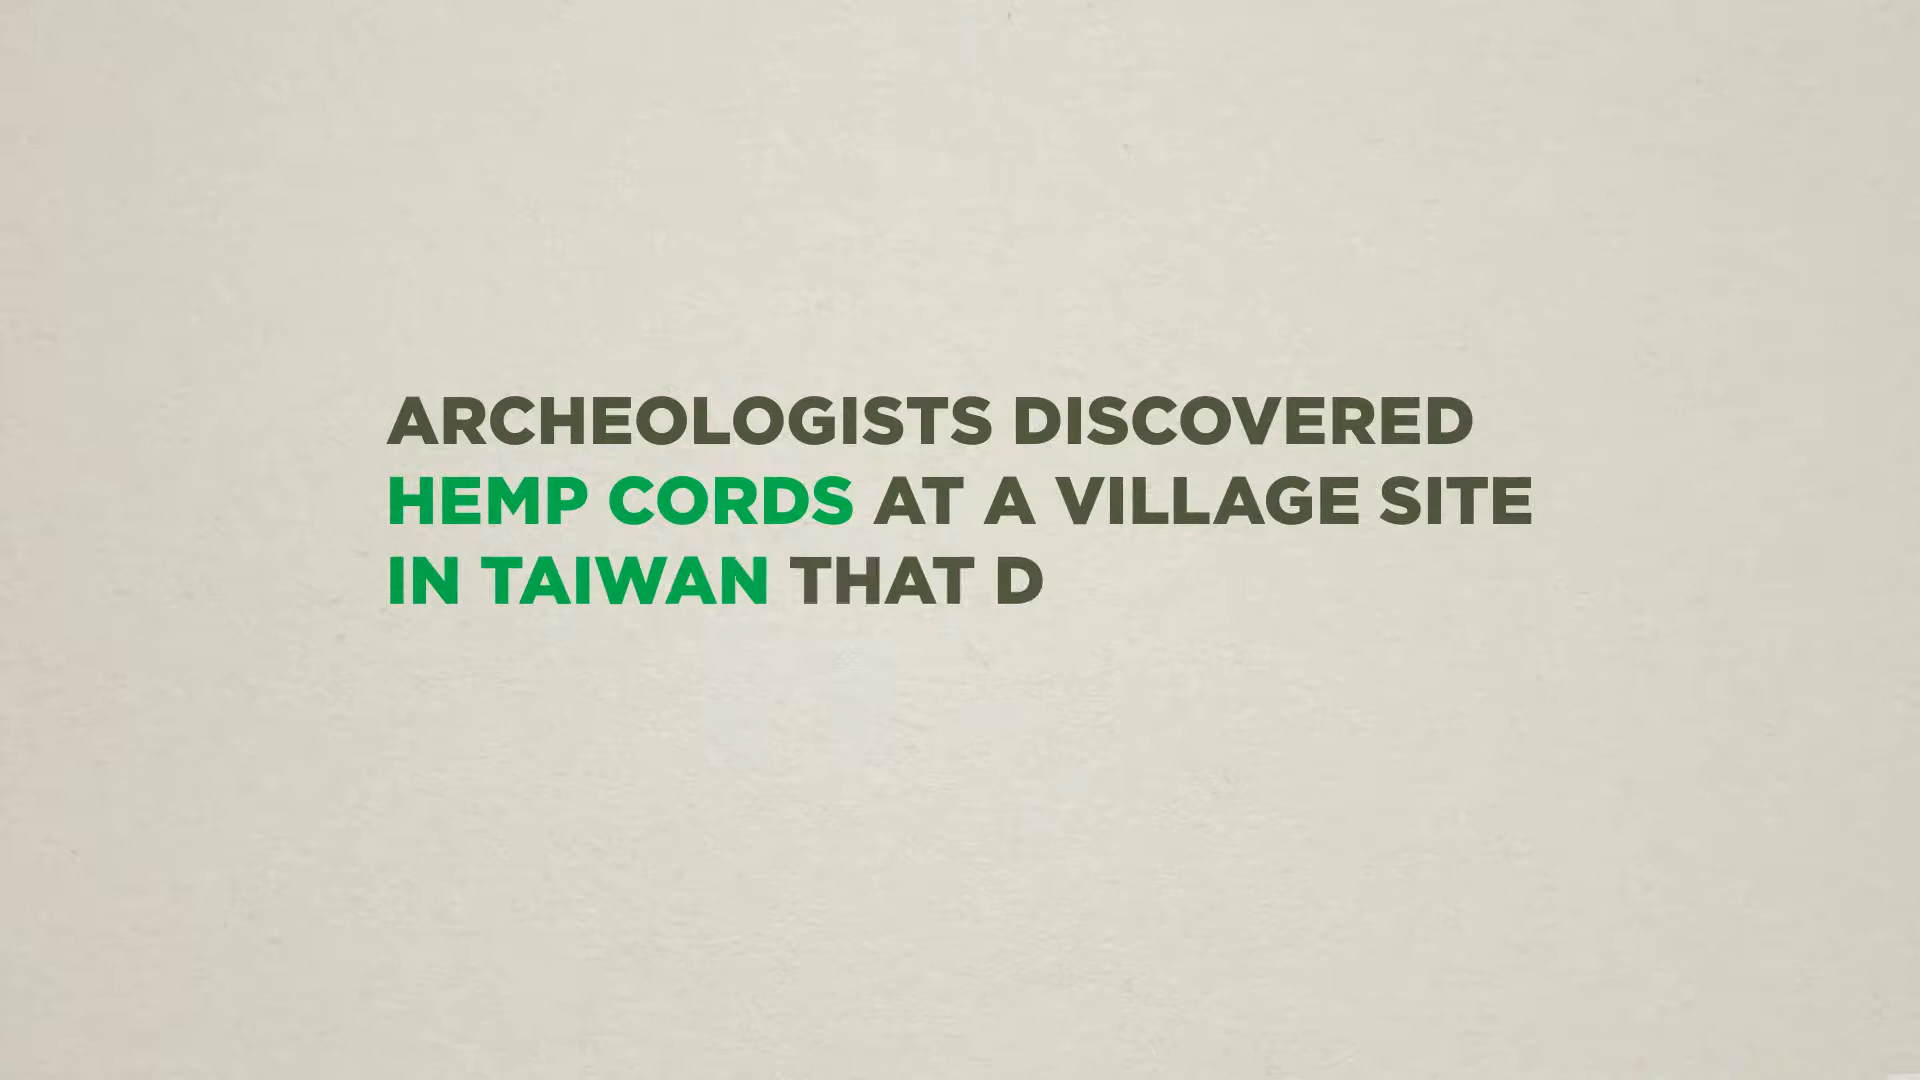 ARCHEOLOGISTS DISCOVERED
HEMP CORDS AT A VILLAGE SITE
IN TAIWAN THAT D